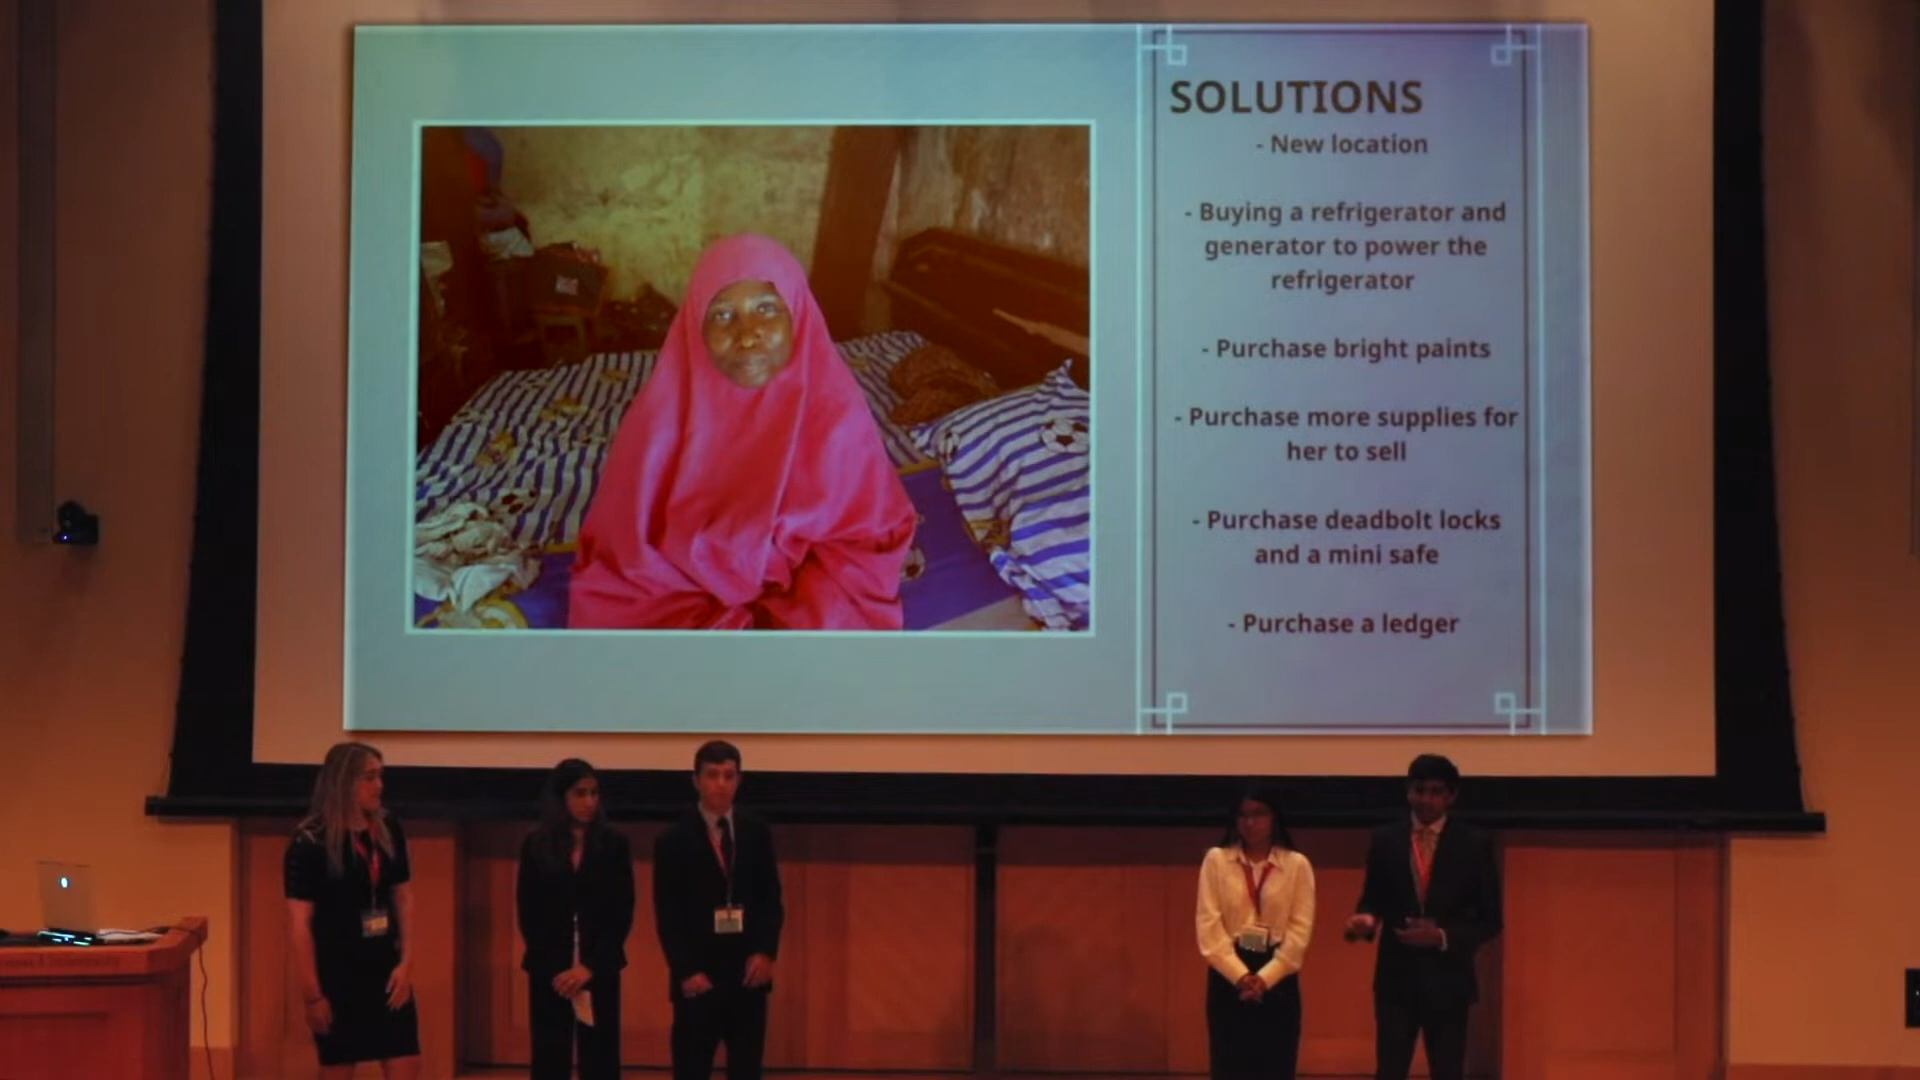 SOLUTIONS
- New location
- Buying a refrigerator and
generator to power the
refrigerator
- Purchase bright paints
- Purchase more supplies for
her to sell
- Purchase deadbolt locks
and a mini safe
- Purchase a ledger